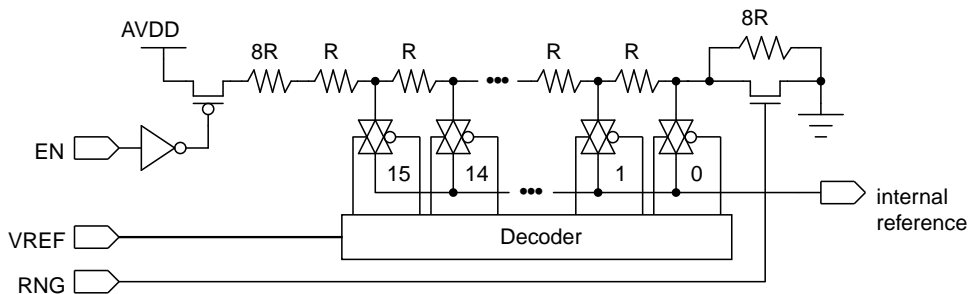 AVDD
8R
8R
R
R
R
R
EN
15
14
1
0
internal
reference
VREF
Decoder
RNG